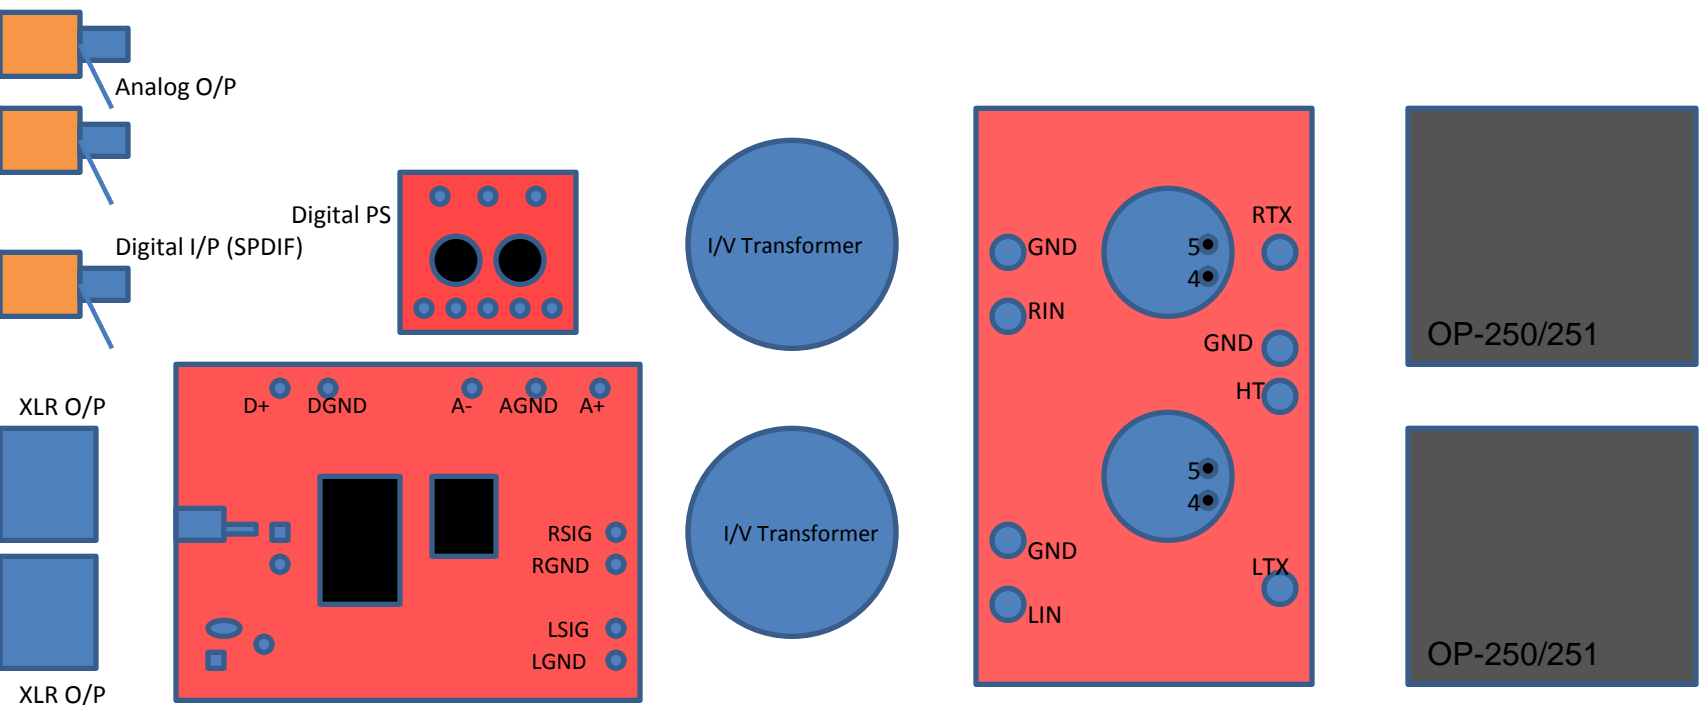 Analog O/P
Digital PS
Digital I/P (SPDIF)
XLR O/P
XLR O/P
D+
DGND
A-
AGND
A+
RSIG
RGND
LSIG
LGND
I/V Transformer
I/V Transformer
GND
RIN
5
4
RTX
GND
HT
5
4
GND
LIN
LTX
OP-250/251
OP-250/251